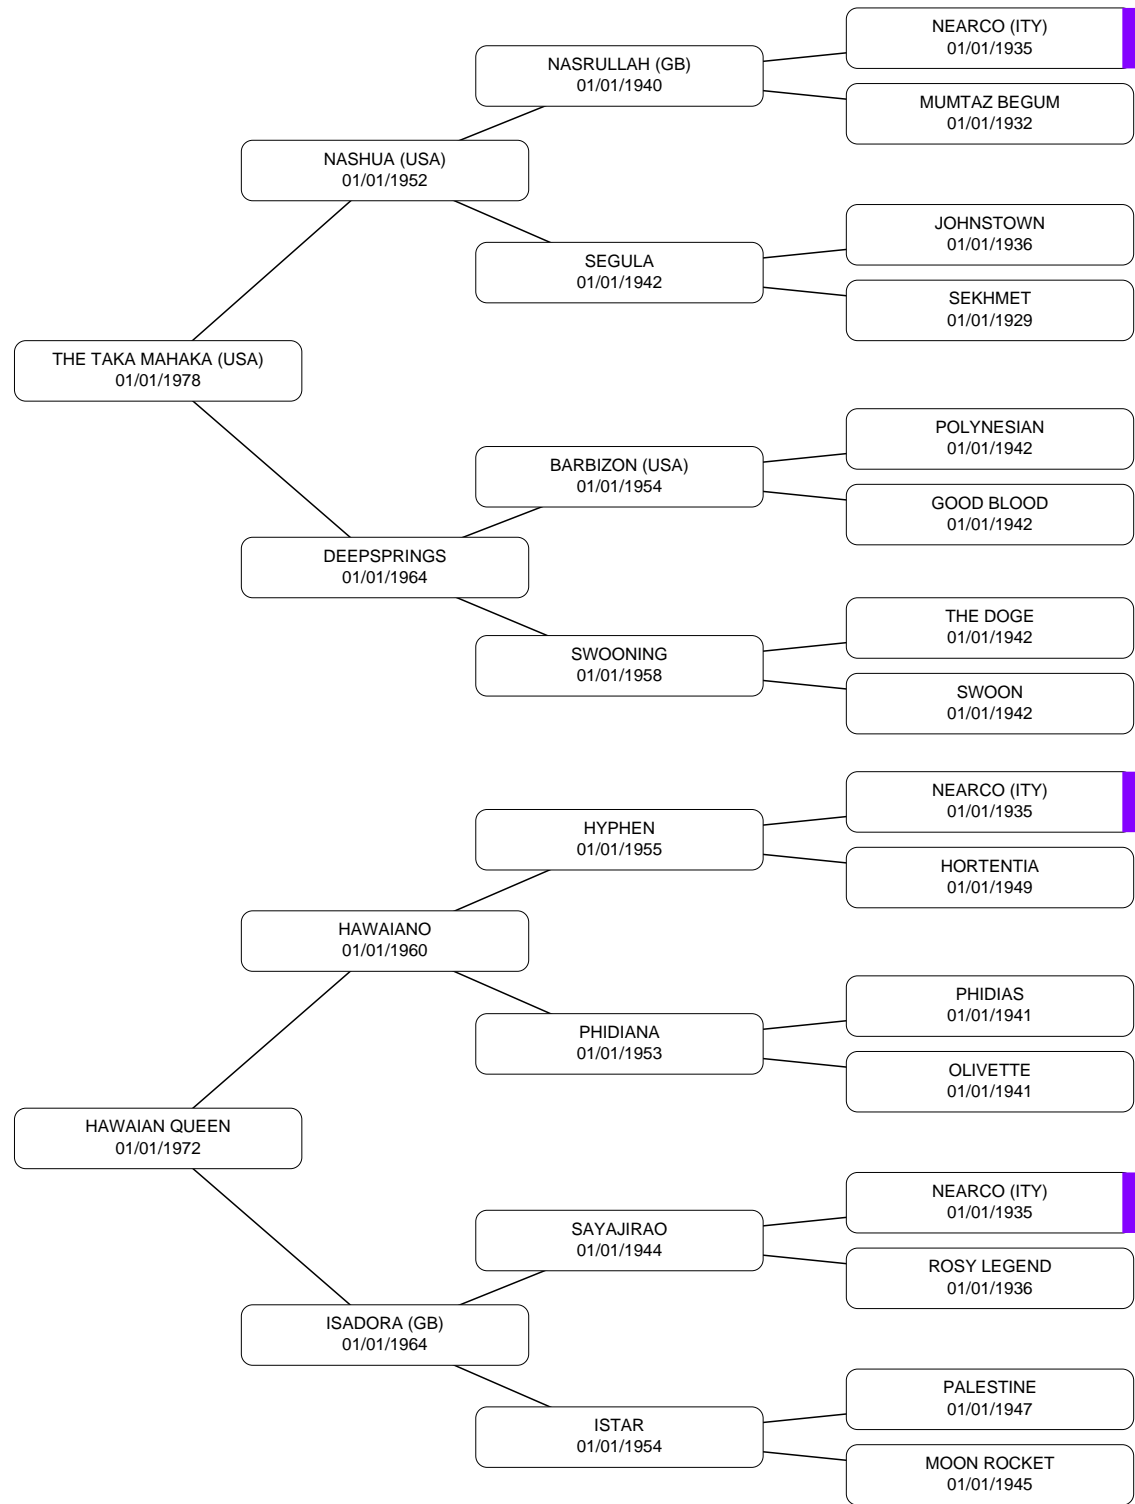 NEARCO (ITY)
01/01/1935
NASRULLAH (GB)
01/01/1940
MUMTAZ BEGUM
01/01/1932
NASHUA (USA)
01/01/1952
JOHNSTOWN
01/01/1936
SEGULA
01/01/1942
SEKHMET
01/01/1929
THE TAKA MAHAKA (USA)
01/01/1978
POLYNESIAN
01/01/1942
BARBIZON (USA)
01/01/1954
GOOD BLOOD
01/01/1942
DEEPSPRINGS
01/01/1964
THE DOGE
01/01/1942
SWOONING
01/01/1958
SWOON
01/01/1942
NEARCO (ITY)
01/01/1935
HYPHEN
01/01/1955
HORTENTIA
01/01/1949
HAWAIANO
01/01/1960
PHIDIAS
01/01/1941
PHIDIANA
01/01/1953
OLIVETTE
01/01/1941
HAWAIAN QUEEN
01/01/1972
NEARCO (ITY)
01/01/1935
SAYAJIRAO
01/01/1944
ROSY LEGEND
01/01/1936
ISADORA (GB)
01/01/1964
PALESTINE
01/01/1947
ISTAR
01/01/1954
MOON ROCKET
01/01/1945